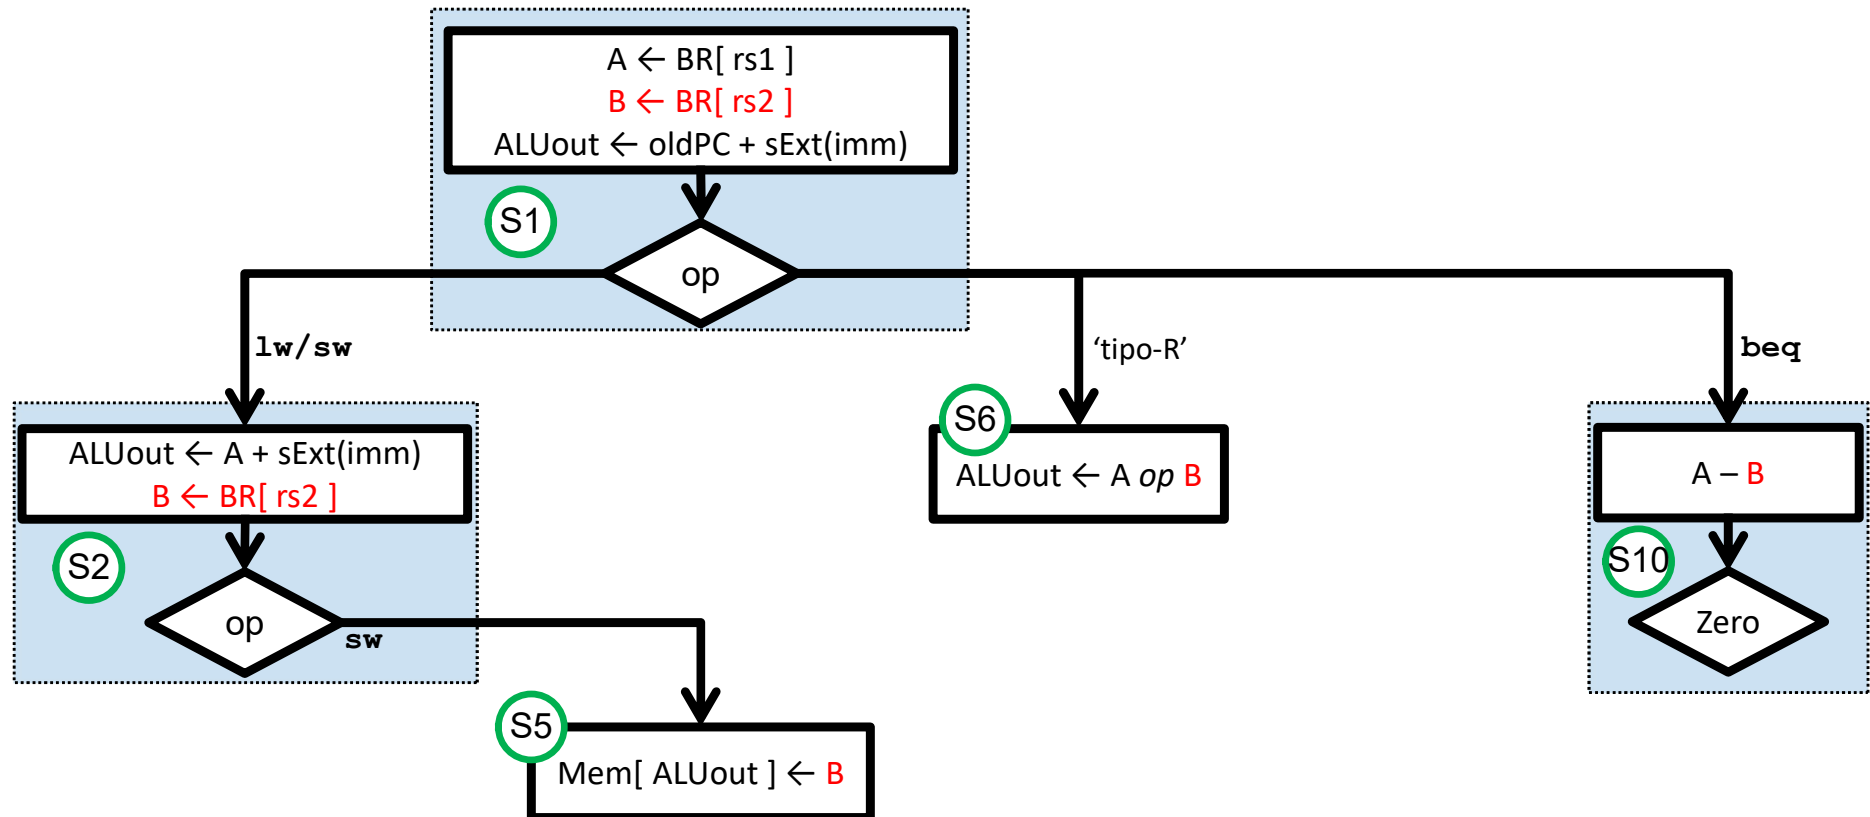 A ← BR[ rs1 ]
B ← BR[ rs2 ]
ALUout ← oldPC + sExt(imm)
S1
op
lw/sw
‘tipo-R’
beq
ALUout ← A + sExt(imm)
B ← BR[ rs2 ]
S2
op
sw
S6
ALUout ← A op B
A – B
S10
Zero
S5
Mem[ ALUout ] ← B